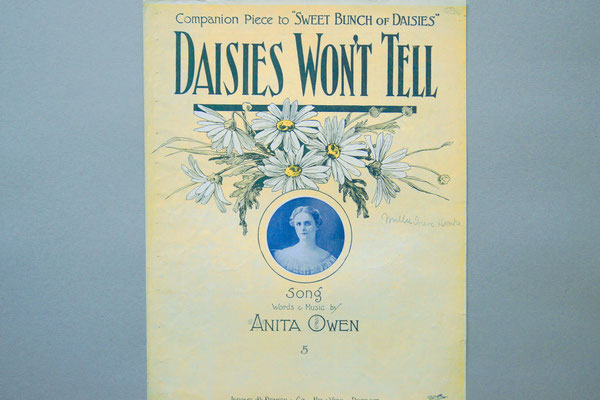 Companion Piece to "Sweet Bunch of Daisies"
DAISIES WON'T TELL
Song
Words & Music by
ANITA OWEN
5